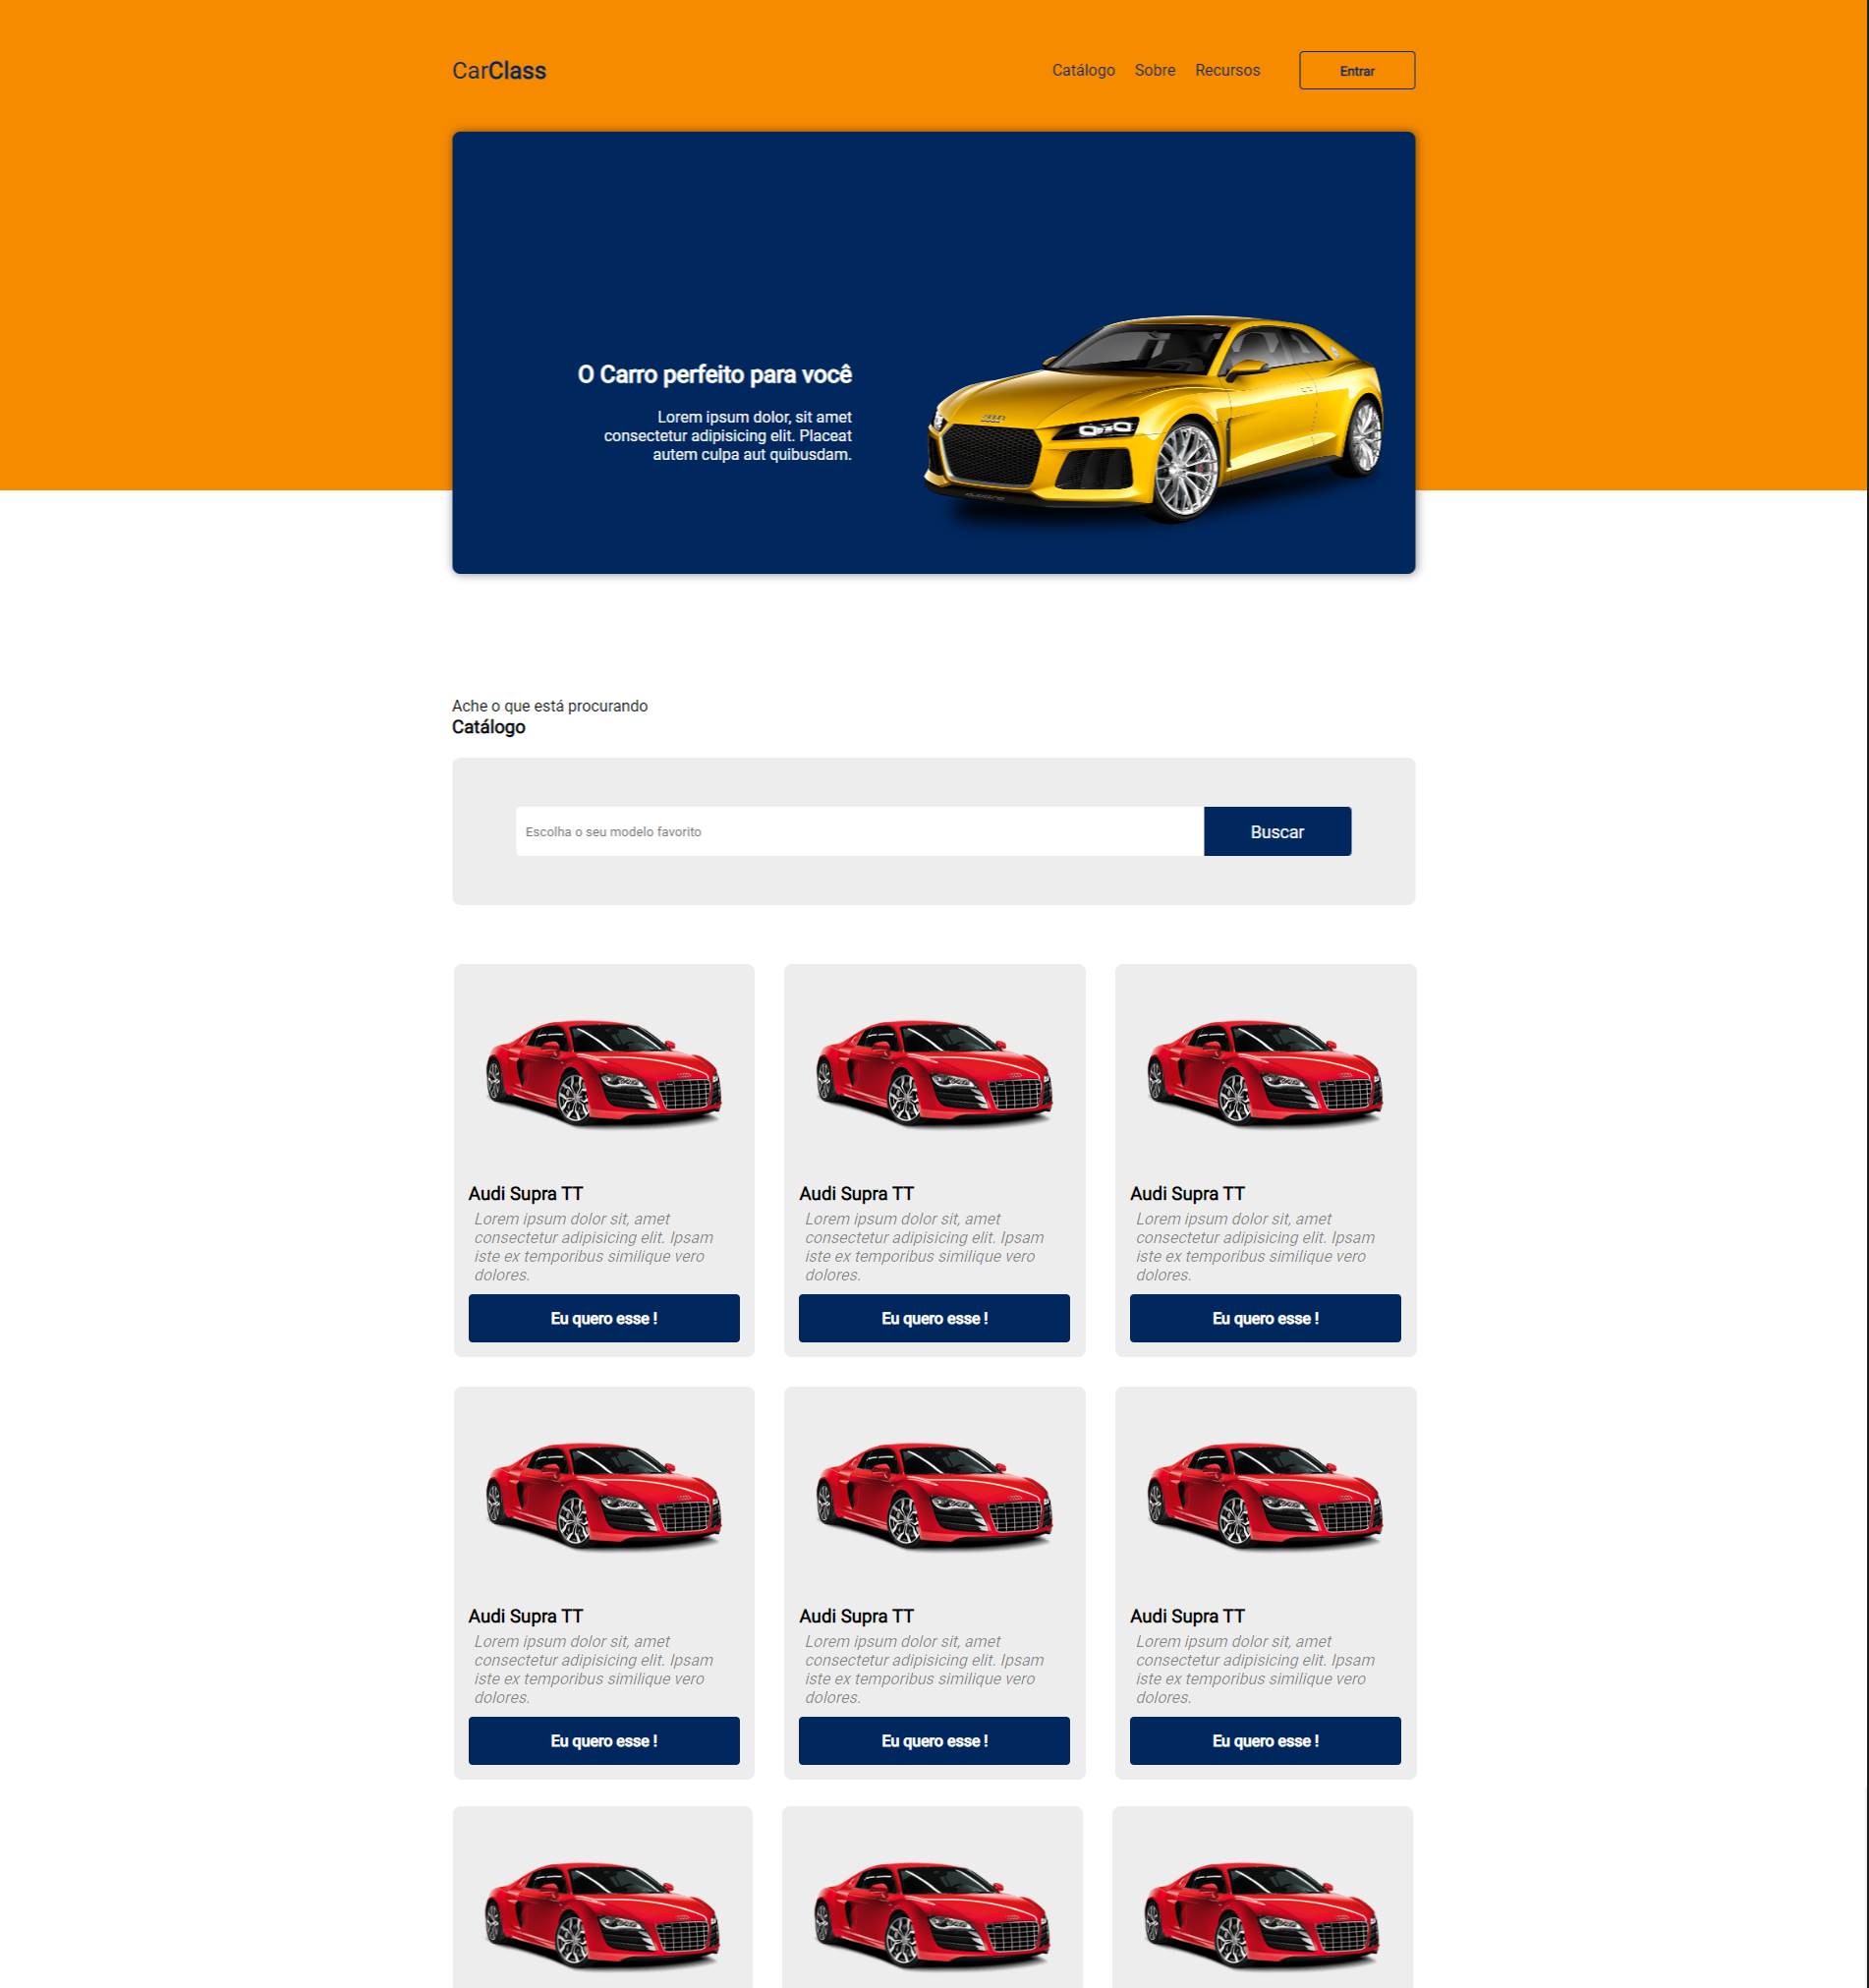 CarClass
Catálogo Sobre Recursos Entrar
O Carro perfeito para você
Lorem ipsum dolor, sit amet
consectetur adipisicing elit. Placeat
autem culpa aut quibusdam.
Ache o que está procurando
Catálogo
Escolha o seu modelo favorito Buscar
Audi Supra TT
Lorem ipsum dolor sit, amet
consectetur adipisicing elit. Ipsam
iste ex temporibus similique vero
dolores.
Eu quero esse !
Audi Supra TT
Lorem ipsum dolor sit, amet
consectetur adipisicing elit. Ipsam
iste ex temporibus similique vero
dolores.
Eu quero esse !
Audi Supra TT
Lorem ipsum dolor sit, amet
consectetur adipisicing elit. Ipsam
iste ex temporibus similique vero
dolores.
Eu quero esse !
Audi Supra TT
Lorem ipsum dolor sit, amet
consectetur adipisicing elit. Ipsam
iste ex temporibus similique vero
dolores.
Eu quero esse !
Audi Supra TT
Lorem ipsum dolor sit, amet
consectetur adipisicing elit. Ipsam
iste ex temporibus similique vero
dolores.
Eu quero esse !
Audi Supra TT
Lorem ipsum dolor sit, amet
consectetur adipisicing elit. Ipsam
iste ex temporibus similique vero
dolores.
Eu quero esse !